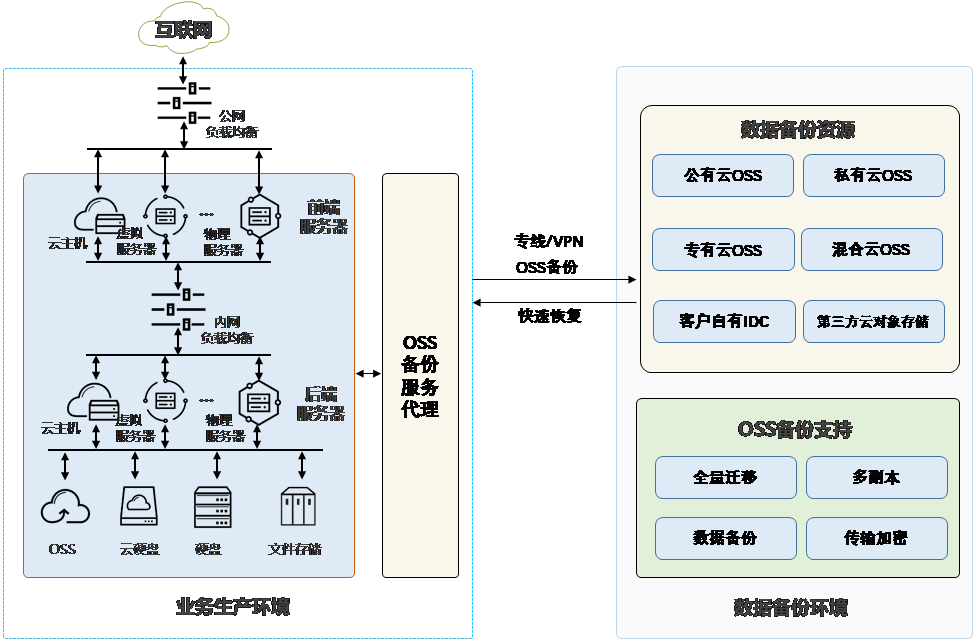 互联网
公网
负载均衡
云主机
虚拟
服务器
...
物理
服务器
前端
服务器
内网
负载均衡
云主机
虚拟
服务器
...
物理
服务器
后端
服务器
OSS
云硬盘
硬盘
文件存储
业务生产环境
OSS
备份
服务
代理
专线/VPN
OSS备份
快速恢复
数据备份资源
公有云OSS
私有云OSS
专有云OSS
混合云OSS
客户自有IDC
第三方云对象存储
OSS备份支持
全量迁移
多副本
数据备份
传输加密
数据备份环境